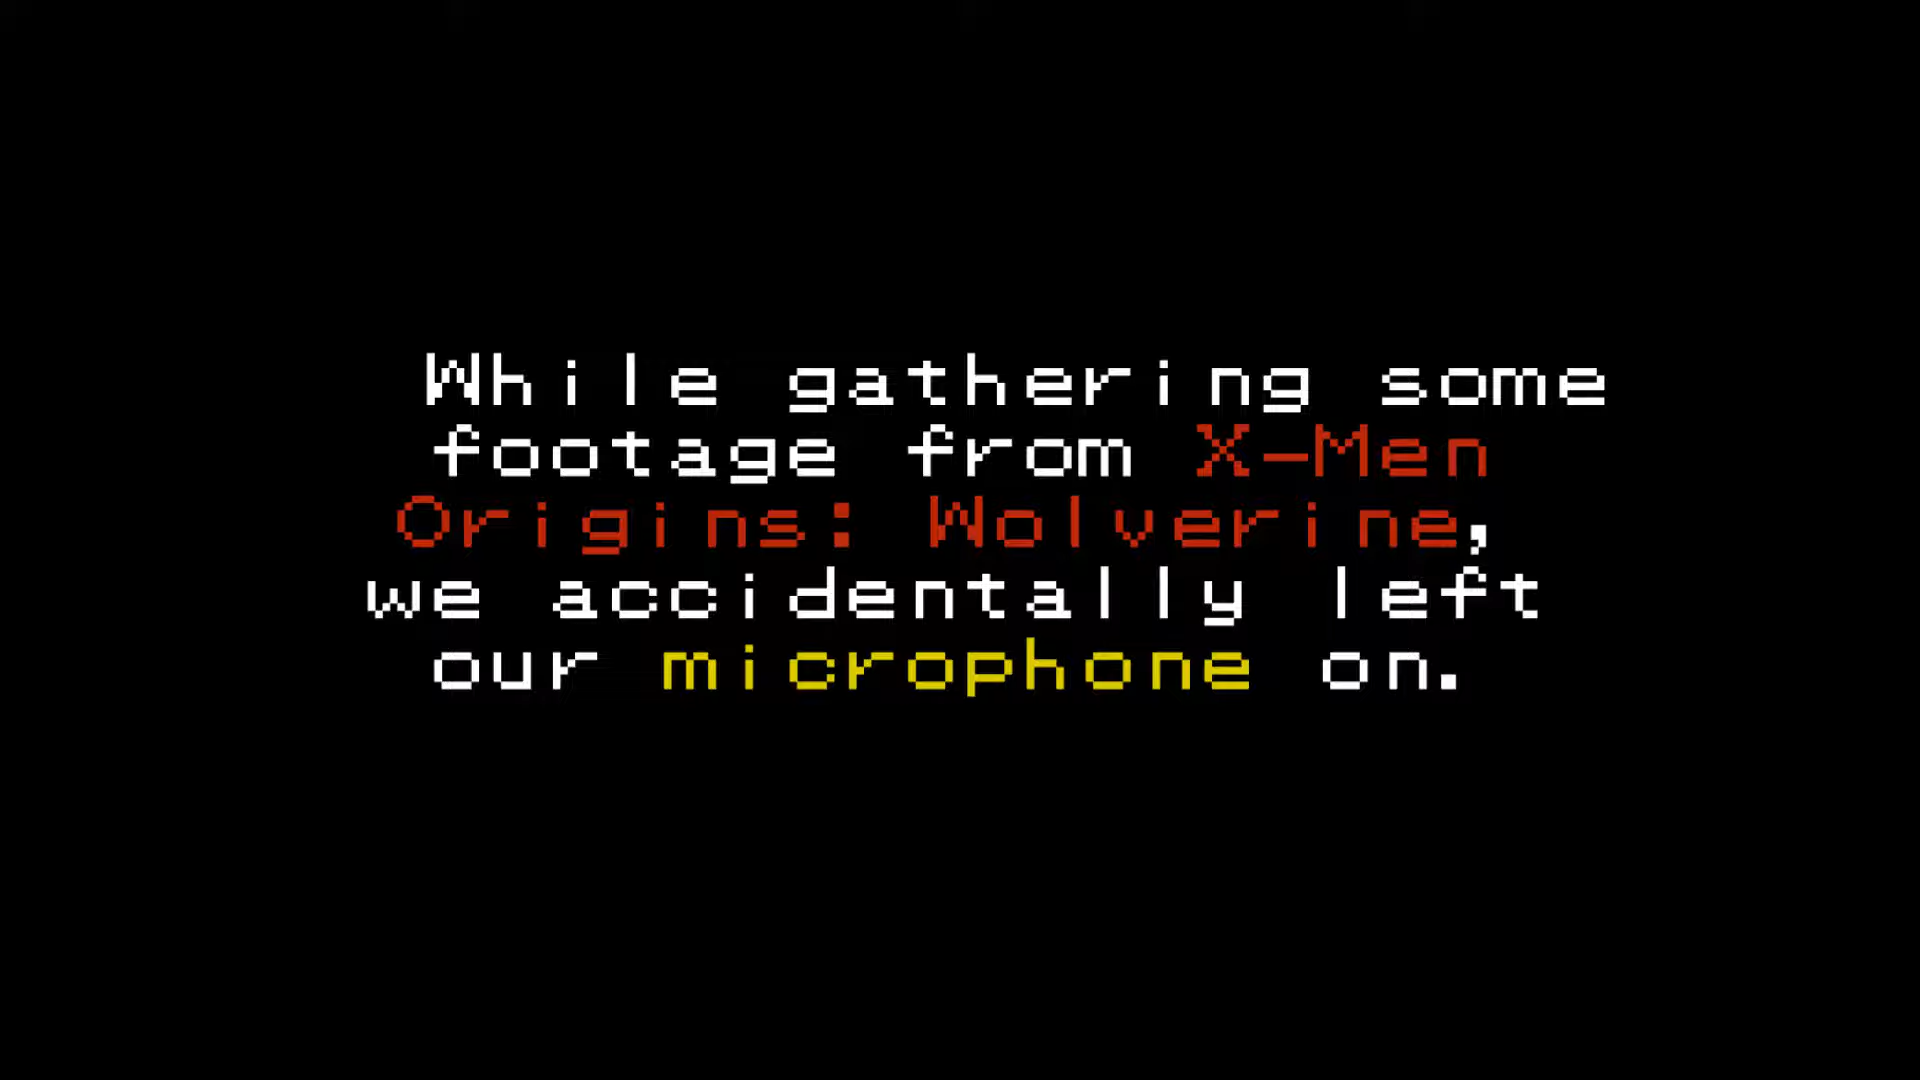 While gathering some
footage from X-Men
Origins: Wolverine,
we accidentally left
our microphone on.